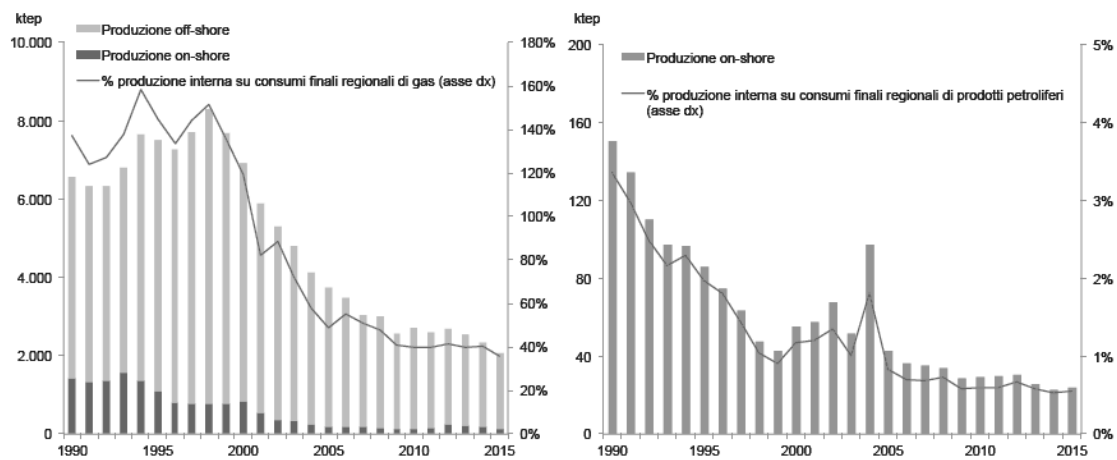 ktep
Produzione off-shore
Produzione on-shore
% produzione interna su consumi finali regionali di gas (asse dx)
10.000
8.000
6.000
4.000
2.000
0
180%
160%
140%
120%
100%
80%
60%
40%
20%
0%
1990 1995 2000 2005 2010 2015
ktep
Produzione on-shore
% produzione interna su consumi finali regionali di prodotti petroliferi
(asse dx)
200
160
120
80
40
0
5%
4%
3%
2%
1%
0%
1990 1995 2000 2005 2010 2015